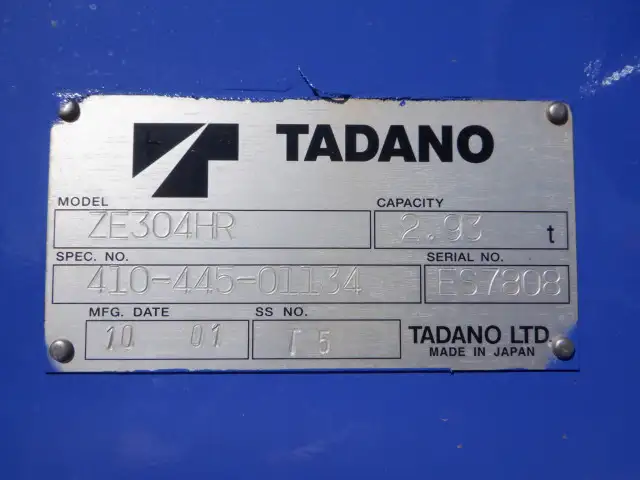 TADANO
MODEL CAPACITY
ZE304HR 2.93 t
SPEC. NO. SERIAL NO.
410-445-01134 ES7808
MFG. DATE SS NO.
10 01 T 5 TADANO LTD.
MADE IN JAPAN